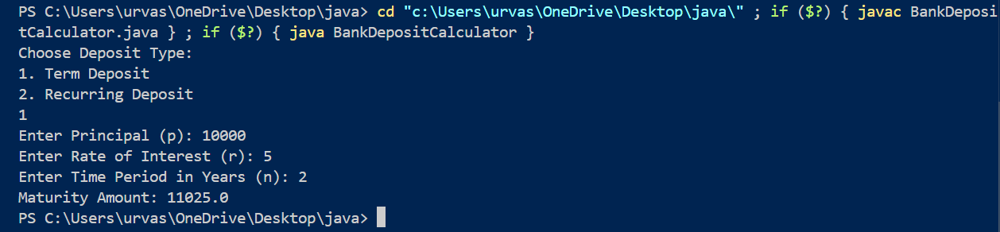 PS C:\Users\urvas\OneDrive\Desktop\java> cd "c:\Users\urvas\OneDrive\Desktop\java\" ; if ($?) { javac BankDeposi
tCalculator.java } ; if ($?) { java BankDepositCalculator }
Choose Deposit Type:
1. Term Deposit
2. Recurring Deposit
1
Enter Principal (p): 10000
Enter Rate of Interest (r): 5
Enter Time Period in Years (n): 2
Maturity Amount: 11025.0
PS C:\Users\urvas\OneDrive\Desktop\java>